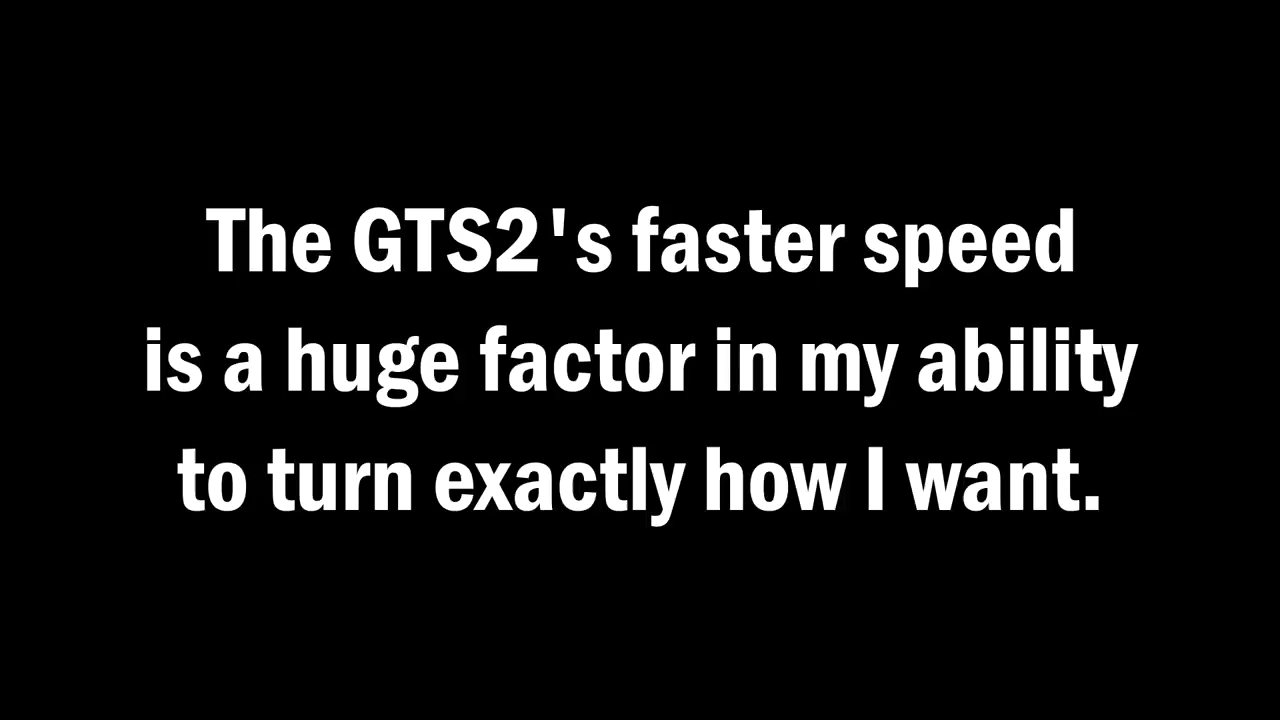 The GTS2's faster speed
is a huge factor in my ability
to turn exactly how I want.